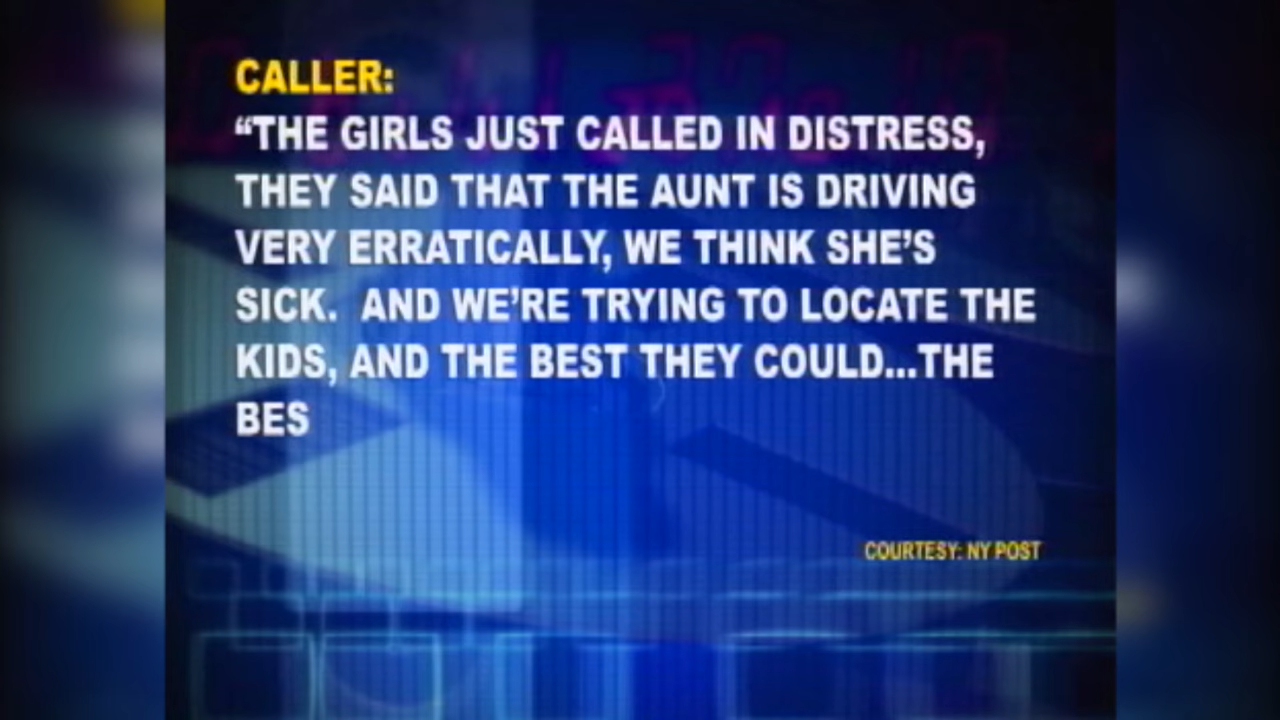 CALLER:
“THE GIRLS JUST CALLED IN DISTRESS,
THEY SAID THAT THE AUNT IS DRIVING
VERY ERRATICALLY, WE THINK SHE’S
SICK.  AND WE’RE TRYING TO LOCATE THE
KIDS, AND THE BEST THEY COULD...THE
BES
COURTESY: NY POST